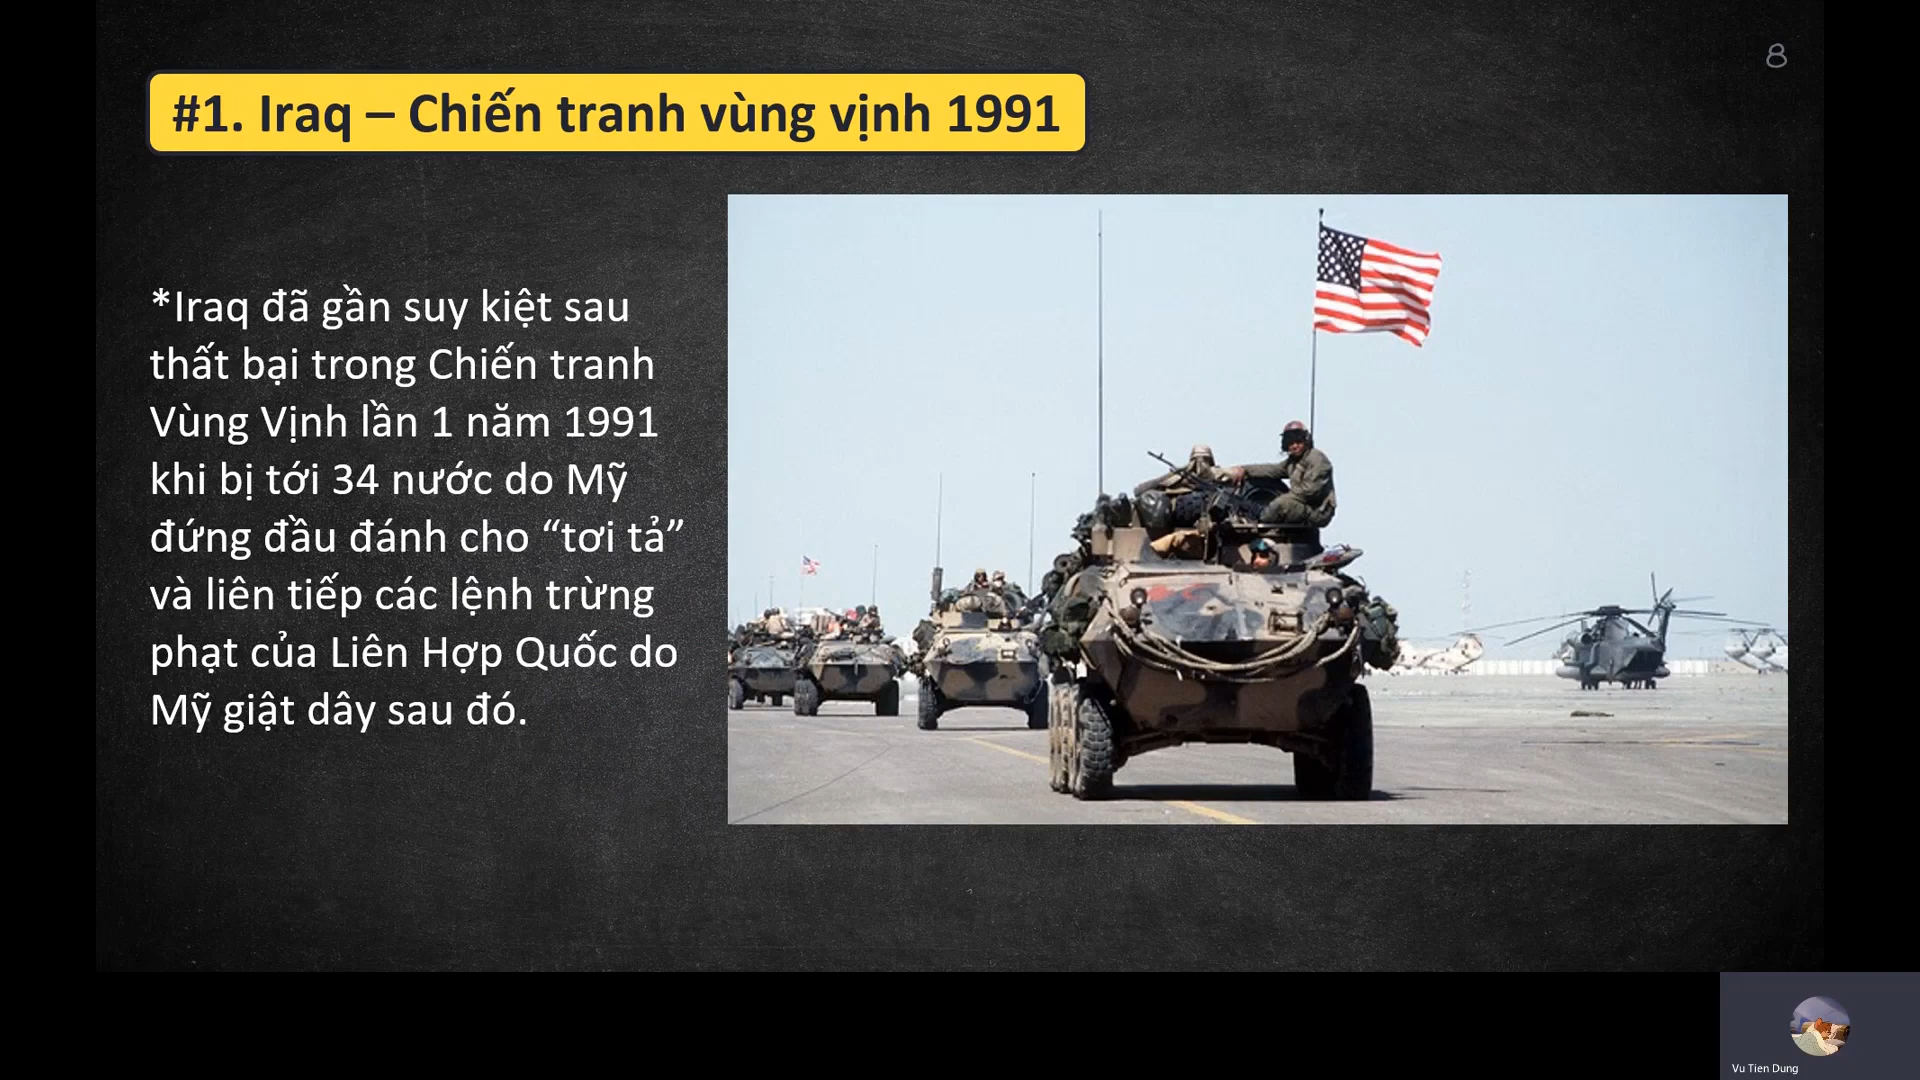 8
#1. Iraq – Chiến tranh vùng vịnh 1991
*Iraq đã gần suy kiệt sau
thất bại trong Chiến tranh
Vùng Vịnh lần 1 năm 1991
khi bị tới 34 nước do Mỹ
đứng đầu đánh cho “tơi tả”
và liên tiếp các lệnh trừng
phạt của Liên Hợp Quốc do
Mỹ giật dây sau đó.
Vu Tien Dung